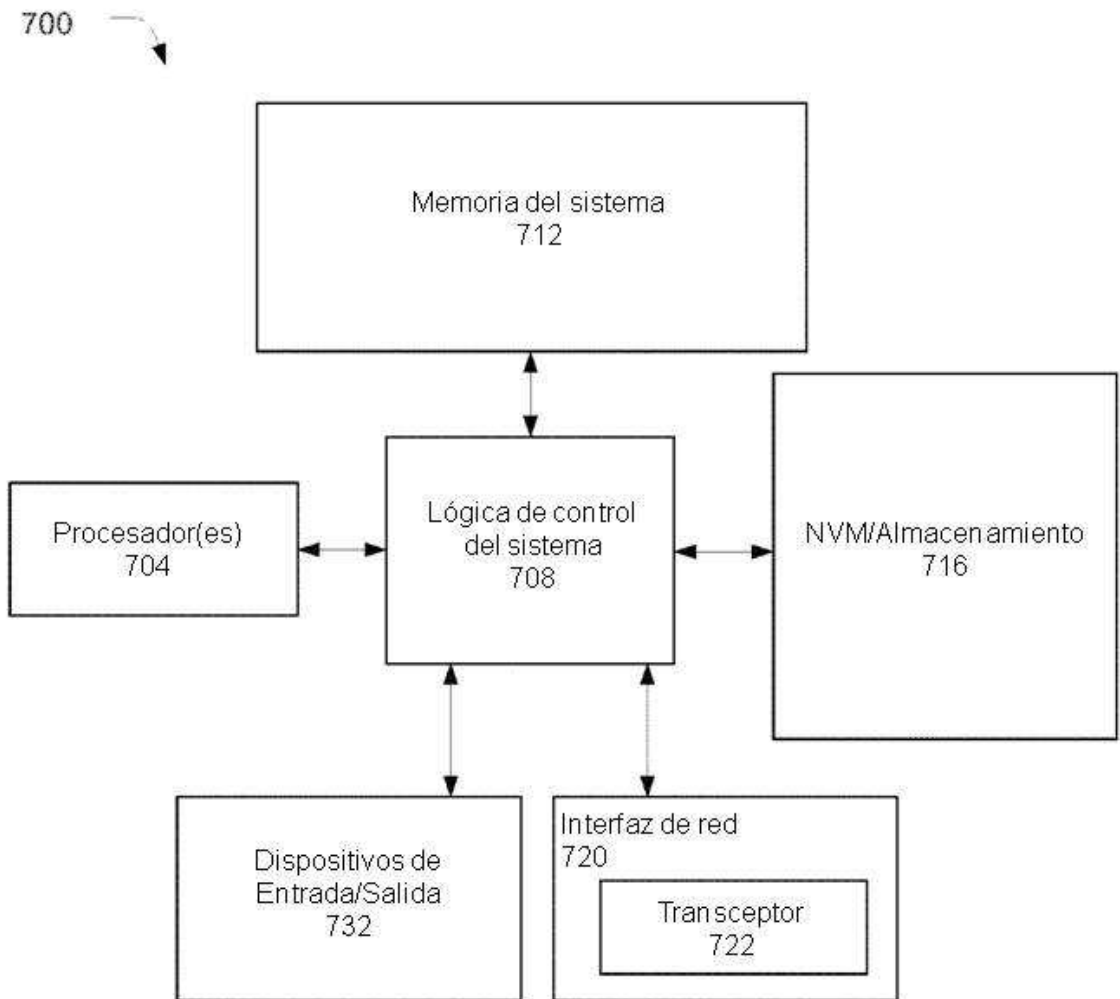 700
Memoria del sistema
712
Procesador(es)
704
Lógica de control
del sistema
708
NVM/Almacenamiento
716
Dispositivos de
Entrada/Salida
732
Interfaz de red
720
Transceptor
722